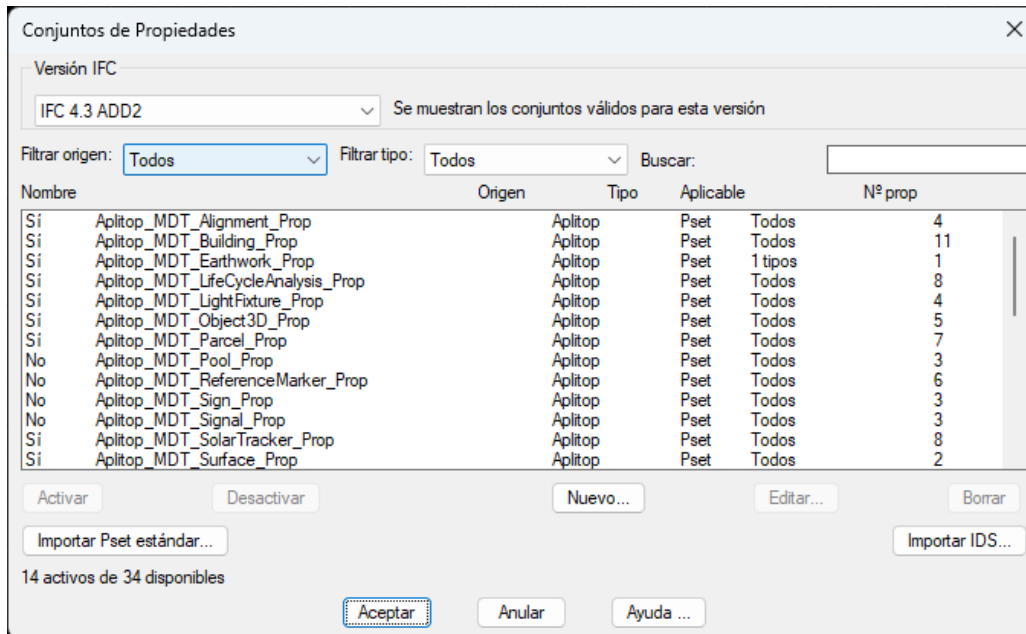 Conjuntos de Propiedades
Versión IFC
IFC 4.3 ADD2 Se muestran los conjuntos válidos para esta versión
Filtrar origen: Todos Filtrar tipo: Todos Buscar:
Nombre Origen Tipo Aplicable Nº prop
Sí Aplitop_MDT_Alignment_Prop Aplitop Pset Todos 4
Sí Aplitop_MDT_Building_Prop Aplitop Pset Todos 11
Sí Aplitop_MDT_Earthwork_Prop Aplitop Pset 1 tipos 1
Sí Aplitop_MDT_LifeCycleAnalysis_Prop Aplitop Pset Todos 8
Sí Aplitop_MDT_LightFixture_Prop Aplitop Pset Todos 4
Sí Aplitop_MDT_Object3D_Prop Aplitop Pset Todos 5
Sí Aplitop_MDT_Parcel_Prop Aplitop Pset Todos 7
No Aplitop_MDT_Pool_Prop Aplitop Pset Todos 3
No Aplitop_MDT_ReferenceMarker_Prop Aplitop Pset Todos 6
No Aplitop_MDT_Sign_Prop Aplitop Pset Todos 3
No Aplitop_MDT_Signal_Prop Aplitop Pset Todos 3
Sí Aplitop_MDT_SolarTracker_Prop Aplitop Pset Todos 8
Sí Aplitop_MDT_Surface_Prop Aplitop Pset Todos 2
Activar Desactivar Nuevo... Editar... Borrar
Importar Pset estándar... Importar IDS...
14 activos de 34 disponibles
Aceptar Anular Ayuda ...